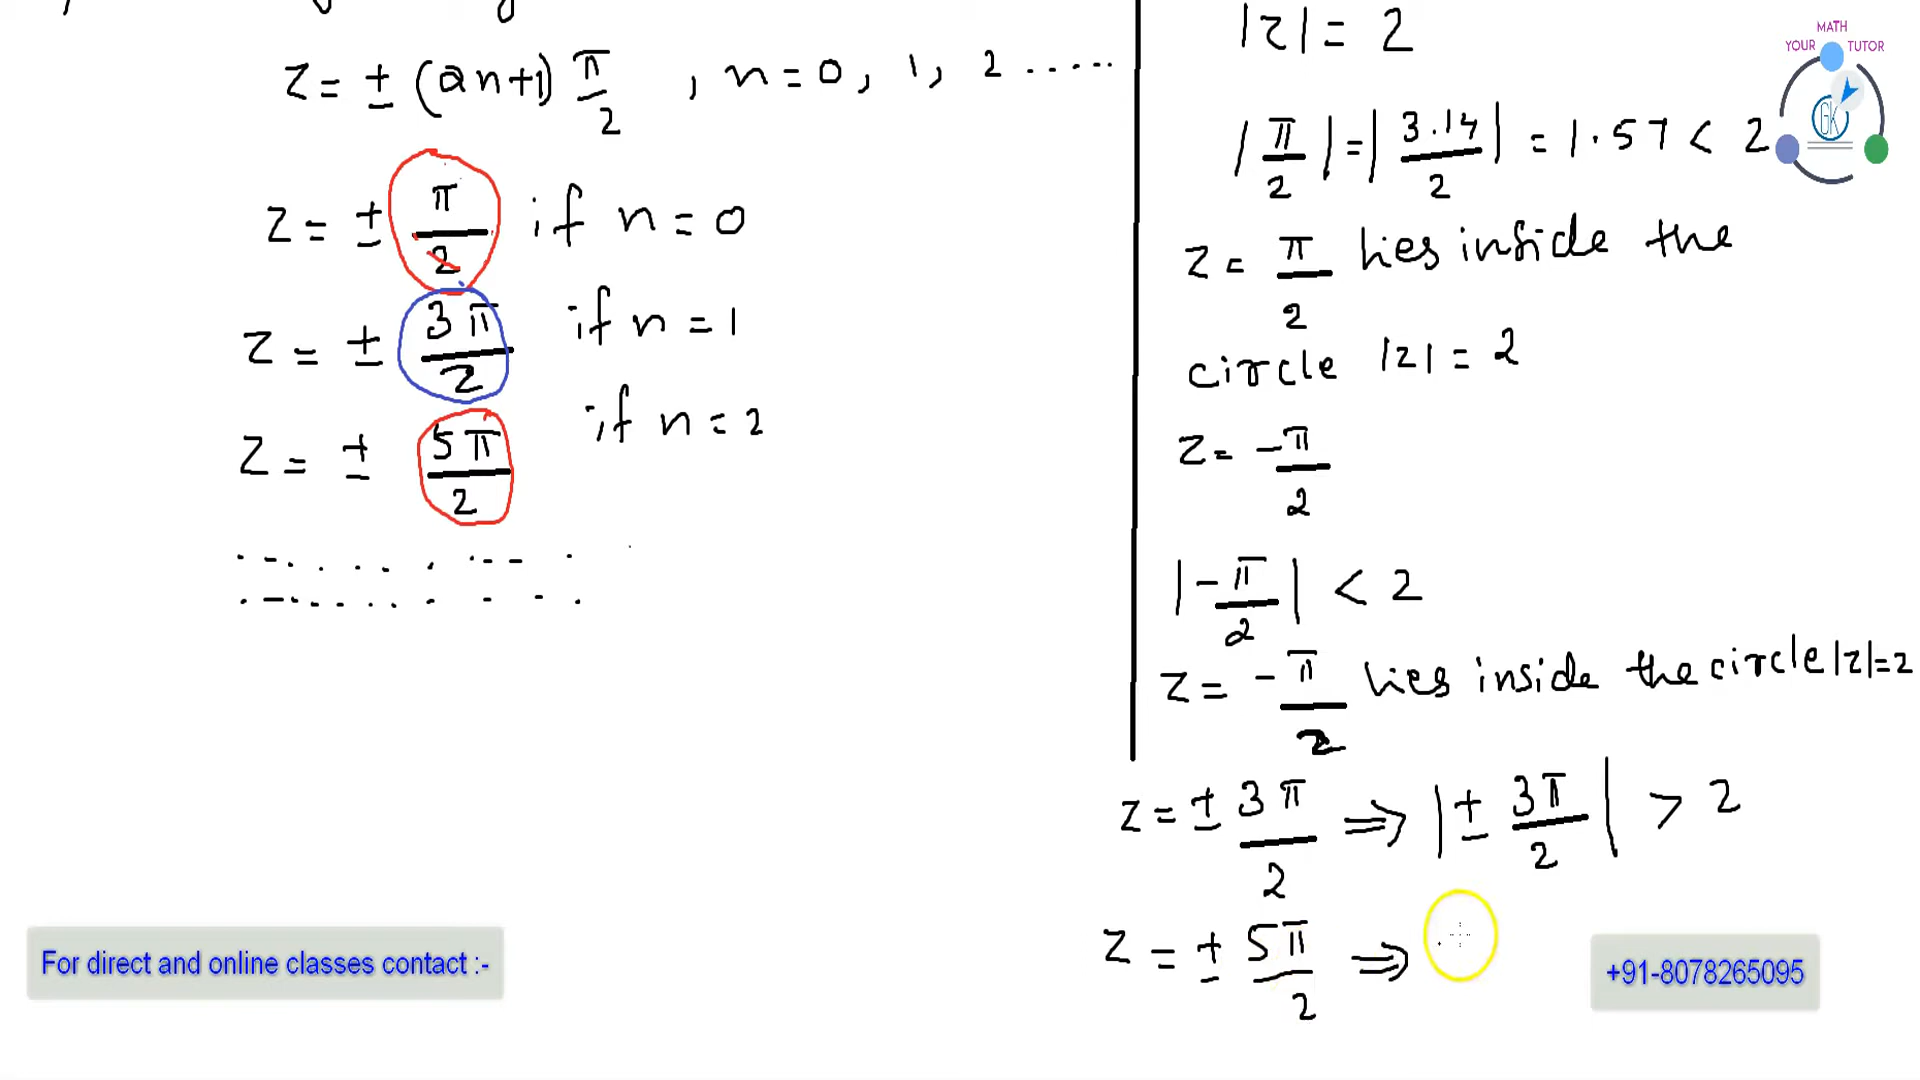 z = ± (2n+1) π/2 , n = 0, 1, 2 .....
z = ± π/2 if n = 0
z = ± 3π/2 if n = 1
z = ± 5π/2 if n = 2
|z| = 2
|π/2| = |3.14/2| = 1.57 < 2
z = π/2 lies inside the
circle |z| = 2
z = -π/2
|-π/2| < 2
z = -π/2 lies inside the circle |z|=2
z = ± 3π/2 ⇒ |± 3π/2| > 2
z = ± 5π/2 ⇒
MATH
YOUR TUTOR
GK
For direct and online classes contact :-
+91-8078265095